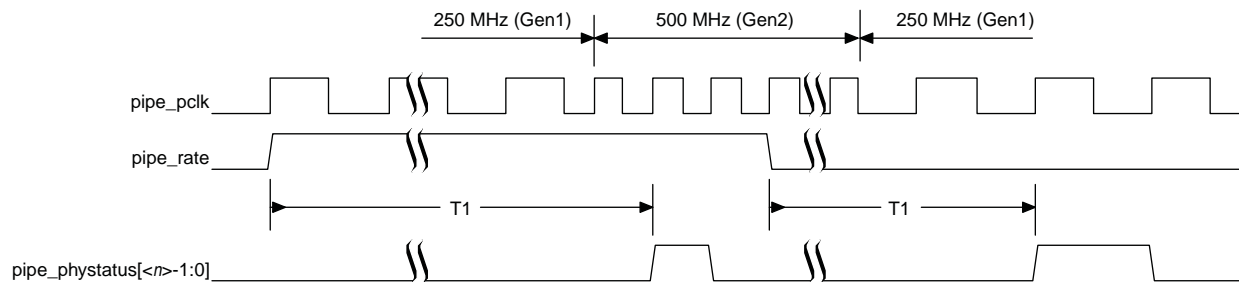 250 MHz (Gen1) 500 MHz (Gen2) 250 MHz (Gen1)
pipe_pclk
pipe_rate
T1 T1
pipe_phystatus[<n>-1:0]